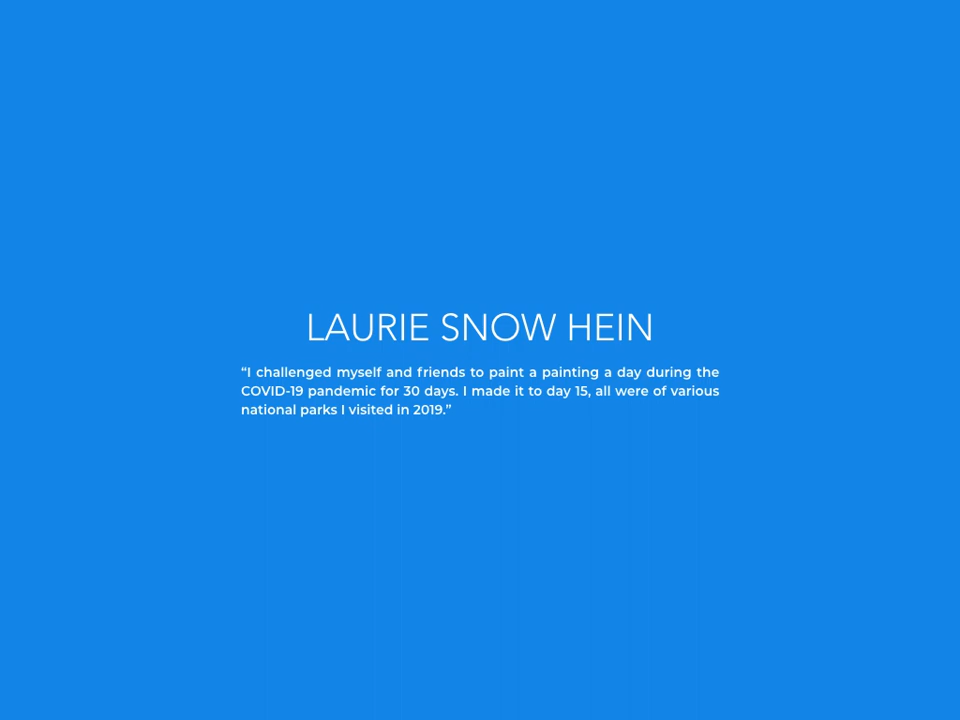 LAURIE SNOW HEIN
“I challenged myself and friends to paint a painting a day during the
COVID-19 pandemic for 30 days. I made it to day 15, all were of various
national parks I visited in 2019.”